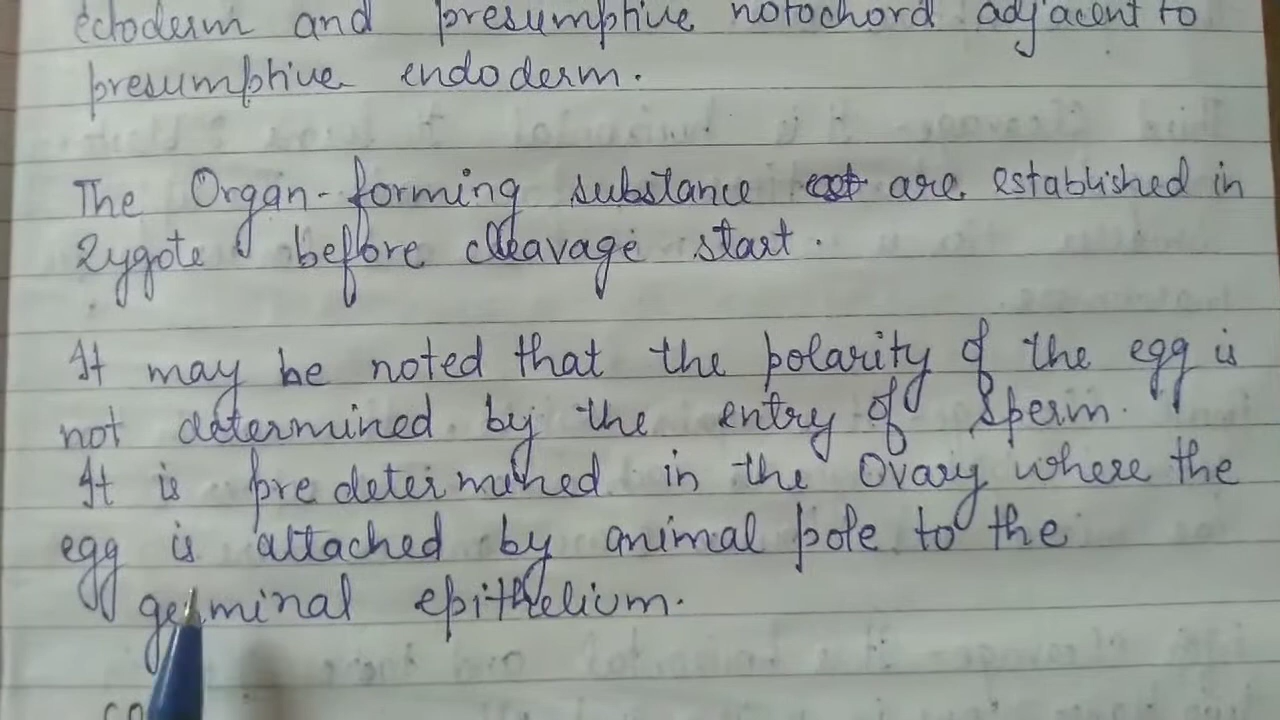 ectoderm and presumptive notochord adjacent to
presumptive endoderm.
The Organ-forming substance are established in
zygote before cleavage start.
It may be noted that the polarity of the egg is
not determined by the entry of sperm.
It is predetermined in the Ovary where the
egg is attached by animal pole to the
germinal epithelium.